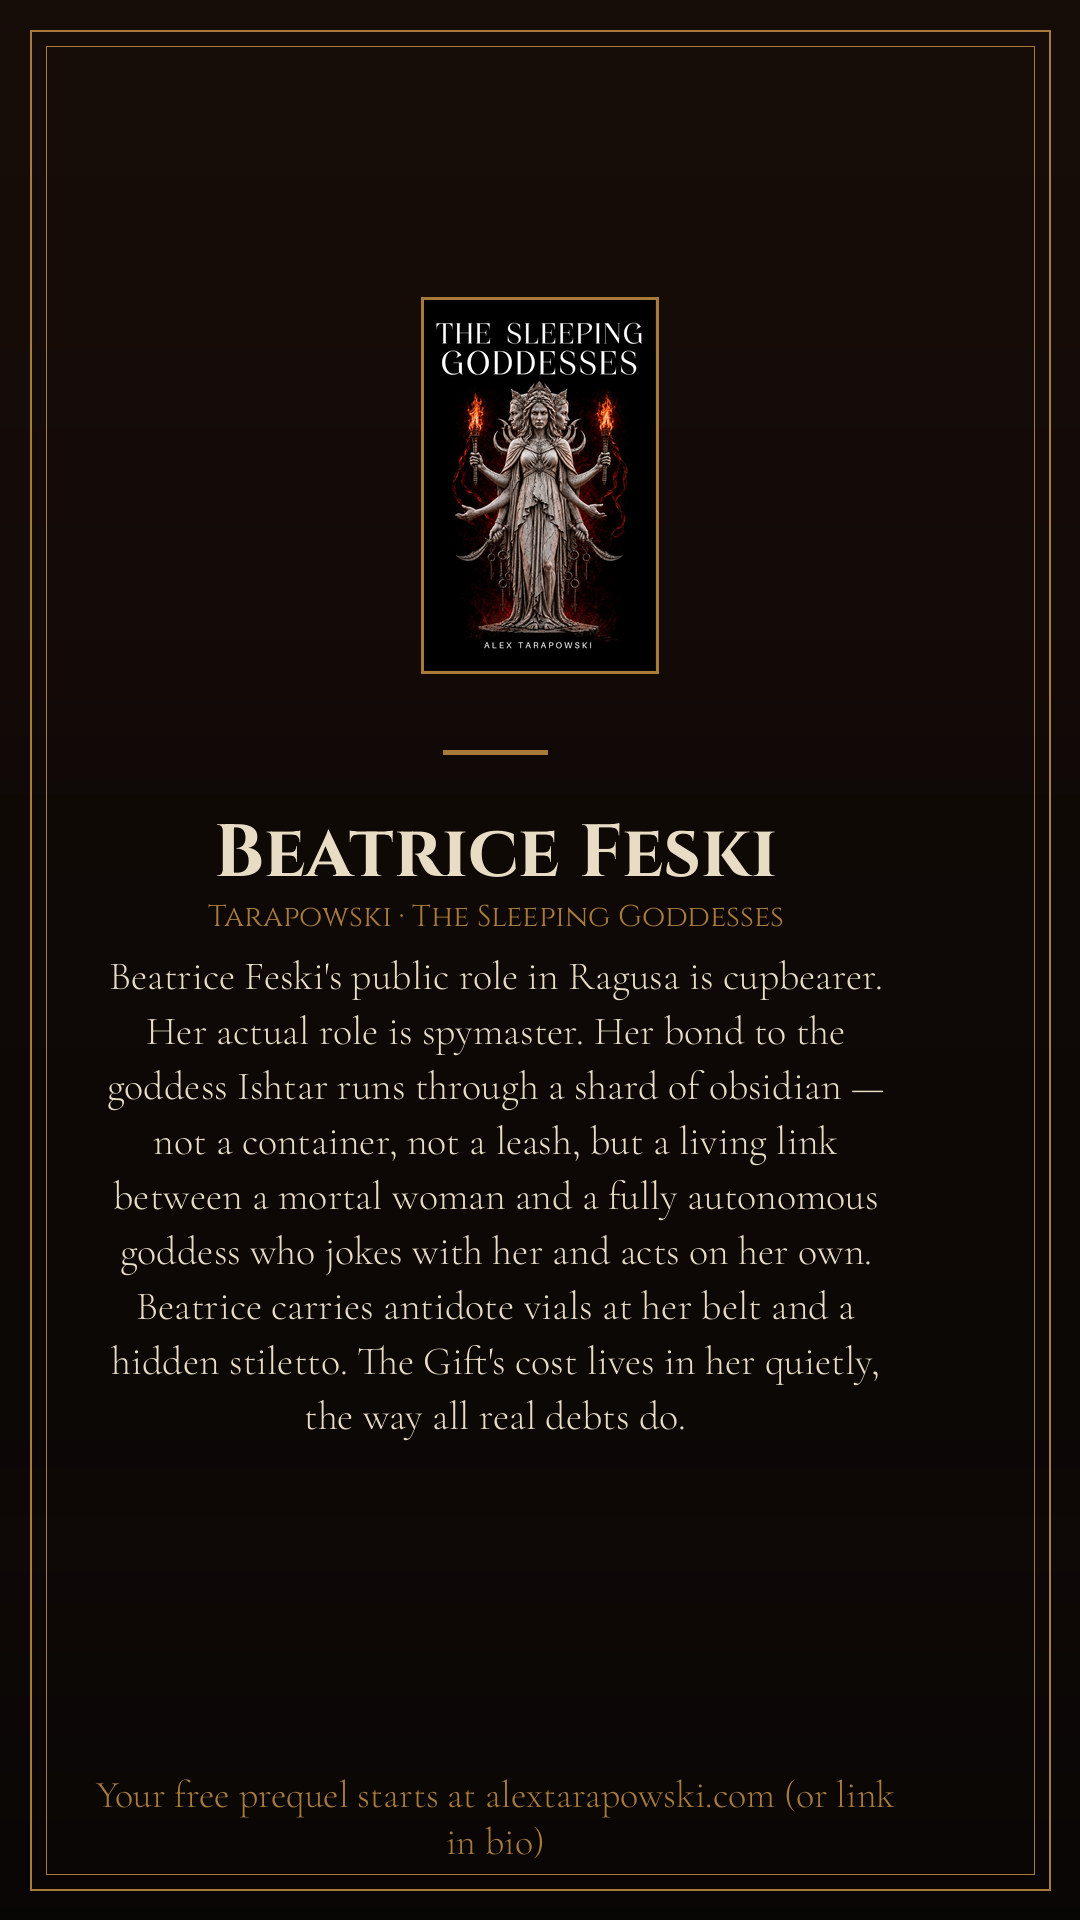 THE SLEEPING
GODDESSES
ALEX TARAPOWSKI
Beatrice Feski
Tarapowski · The Sleeping Goddesses
Beatrice Feski's public role in Ragusa is cupbearer.
Her actual role is spymaster. Her bond to the
goddess Ishtar runs through a shard of obsidian —
not a container, not a leash, but a living link
between a mortal woman and a fully autonomous
goddess who jokes with her and acts on her own.
Beatrice carries antidote vials at her belt and a
hidden stiletto. The Gift's cost lives in her quietly,
the way all real debts do.
Your free prequel starts at alextarapowski.com (or link
in bio)